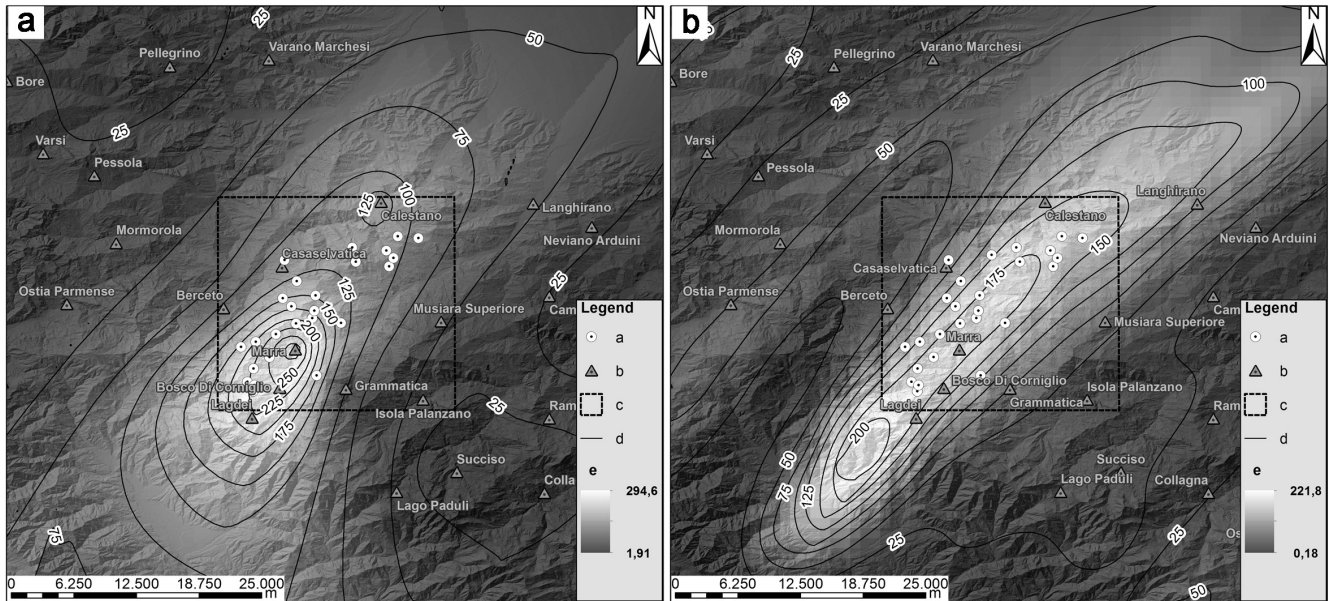 a
N
25
50
Pellegrino
Varano Marchesi
Bore
25
75
Varsi
Pessola
100
125
Calestano
Langhirano
Mormorola
Neviano Arduini
Casaselvatica
125
25
Ostia Parmense
Berceto
150
Musiara Superiore
Cam
200
Marra
250
Bosco Di Corniglio
Grammatica
Lagdei
225
Isola Palanzano
25
Ram
175
Succiso
Colla
Lago Paduli
75
Legend
a
b
c
d
e
294,6
1,91
0 6.250 12.500 18.750 25.000
m
b
N
25
Pellegrino
Varano Marchesi
Bore
25
100
50
Varsi
Pessola
Langhirano
Calestano
Mormorola
150
Neviano Arduini
Casaselvatica
175
Ostia Parmense
Berceto
Musiara Superiore
Cam
Marra
Bosco Di Corniglio
Isola Palanzano
Lagdei
Grammatica
Ram
200
50
Succiso
75
125
Lago Paduli
Collagna
25
25
Os
50
Legend
a
b
c
d
e
221,8
0,18
0 6.250 12.500 18.750 25.000
m